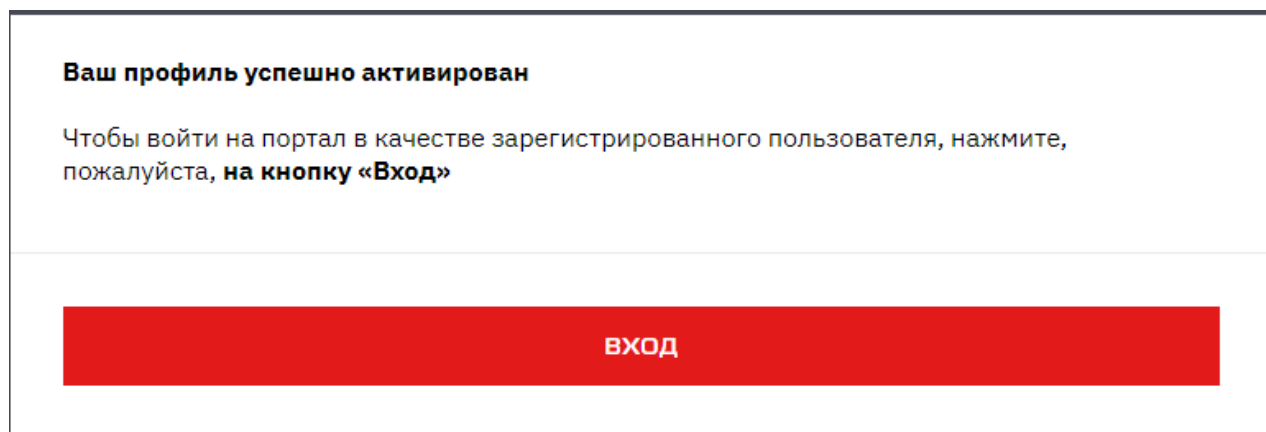 Ваш профиль успешно активирован
Чтобы войти на портал в качестве зарегистрированного пользователя, нажмите,
пожалуйста, на кнопку «Вход»
ВХОД